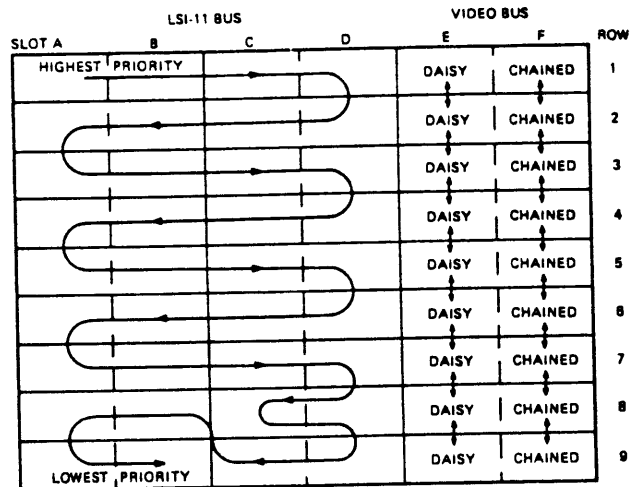 LSI-11 BUS VIDEO BUS
SLOT A B C D E F ROW
HIGHEST PRIORITY DAISY CHAINED 1
DAISY CHAINED 2
DAISY CHAINED 3
DAISY CHAINED 4
DAISY CHAINED 5
DAISY CHAINED 6
DAISY CHAINED 7
DAISY CHAINED 8
DAISY CHAINED 9
LOWEST PRIORITY